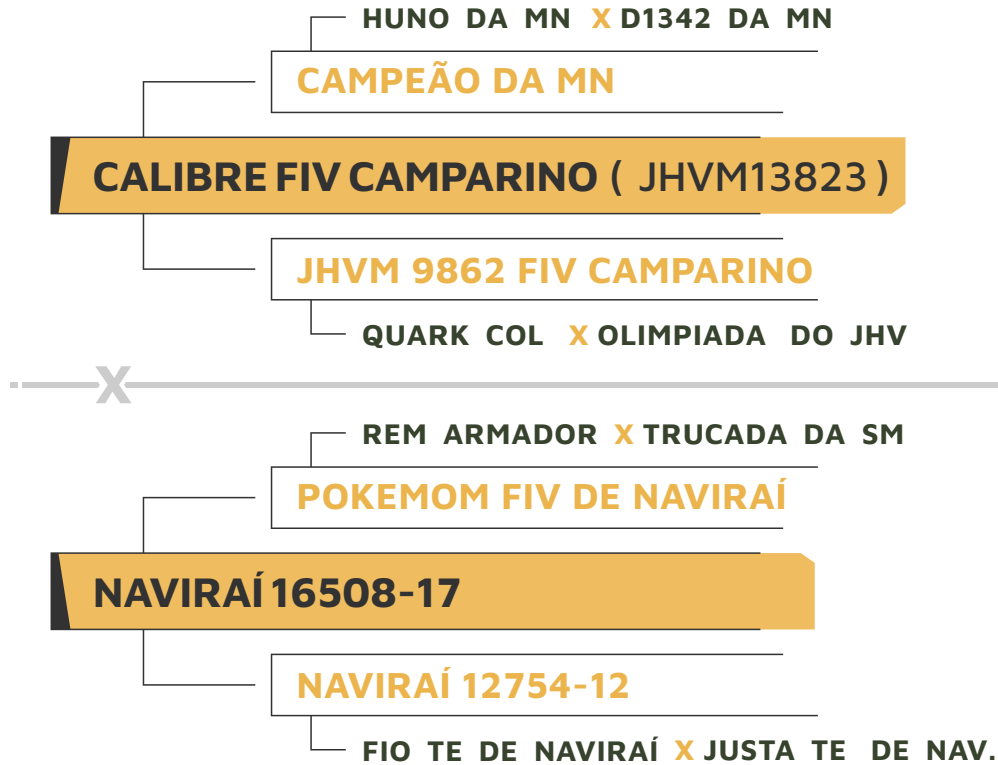 HUNO DA MN X D1342 DA MN
CAMPEÃO DA MN
CALIBRE FIV CAMPARINO ( JHVM13823 )
JHVM 9862 FIV CAMPARINO
QUARK COL X OLIMPIADA DO JHV
X
REM ARMADOR X TRUCADA DA SM
POKEMOM FIV DE NAVIRAÍ
NAVIRAÍ 16508-17
NAVIRAÍ 12754-12
FIO TE DE NAVIRAÍ X JUSTA TE DE NAV.